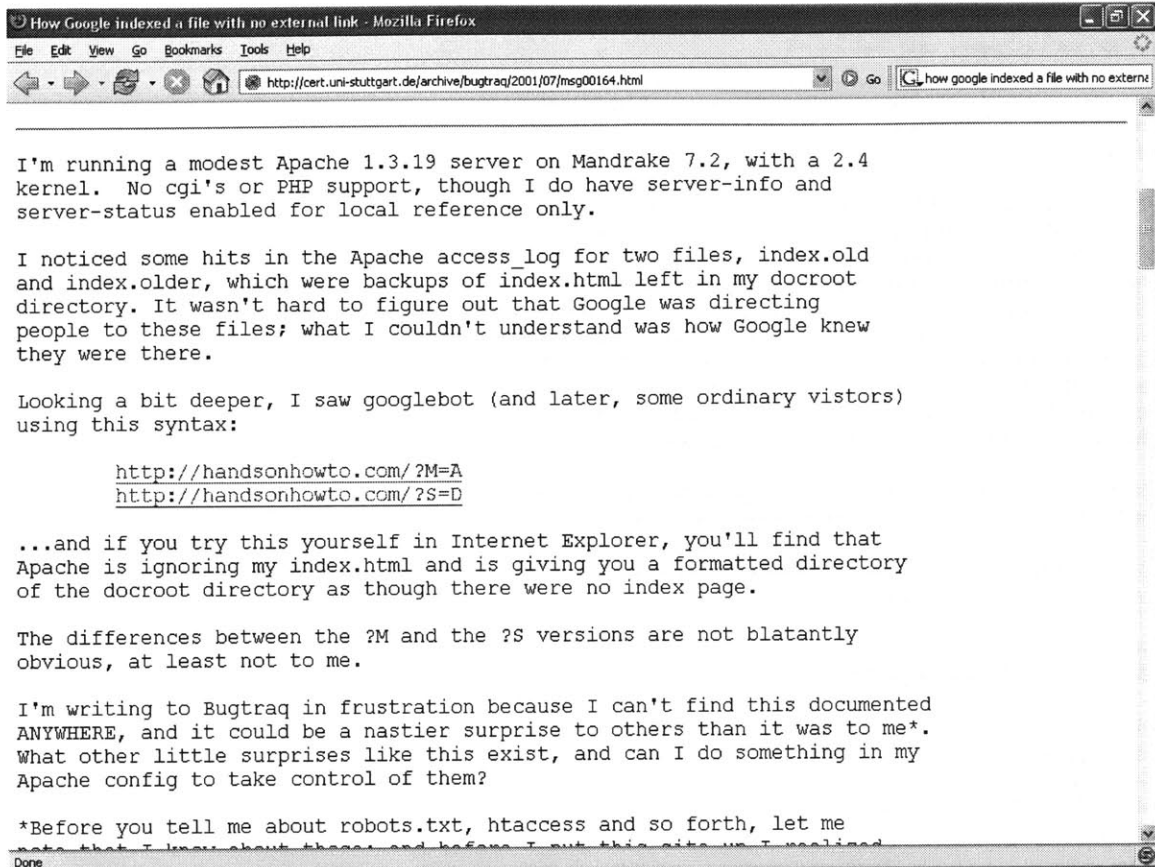 How Google indexed a file with no external link - Mozilla Firefox
File Edit View Go Bookmarks Tools Help
http://cert.uni-stuttgart.de/archive/bugtraq/2001/07/msg00164.html Go G how google indexed a file with no externa
I'm running a modest Apache 1.3.19 server on Mandrake 7.2, with a 2.4
kernel. No cgi's or PHP support, though I do have server-info and
server-status enabled for local reference only.
I noticed some hits in the Apache access_log for two files, index.old
and index.older, which were backups of index.html left in my docroot
directory. It wasn't hard to figure out that Google was directing
people to these files; what I couldn't understand was how Google knew
they were there.
Looking a bit deeper, I saw googlebot (and later, some ordinary vistors)
using this syntax:
http://handsonhowto.com/?M=A
http://handsonhowto.com/?S=D
...and if you try this yourself in Internet Explorer, you'll find that
Apache is ignoring my index.html and is giving you a formatted directory
of the docroot directory as though there were no index page.
The differences between the ?M and the ?S versions are not blatantly
obvious, at least not to me.
I'm writing to Bugtraq in frustration because I can't find this documented
ANYWHERE, and it could be a nastier surprise to others than it was to me*.
What other little surprises like this exist, and can I do something in my
Apache config to take control of them?
*Before you tell me about robots.txt, htaccess and so forth, let me
note that I know about these; and before I put this site up I realized
Done